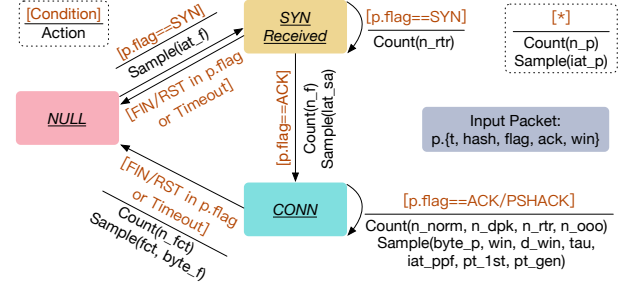 [Condition]
Action
[p.flag==SYN]
Sample(iat_f)
[FIN/RST in p.flag
or Timeout]
SYN
Received
[p.flag==SYN]
Count(n_rtr)
[*]
Count(n_p)
Sample(iat_p)
NULL
[p.flag==ACK]
Count(n_f)
Sample(lat_sa)
Input Packet:
p.{t, hash, flag, ack, win}
[FIN/RST in p.flag
or Timeout]
Count(n_fct)
Sample(fct, byte_f)
CONN
[p.flag==ACK/PSHACK]
Count(n_norm, n_dpk, n_rtr, n_ooo)
Sample(byte_p, win, d_win, tau,
iat_ppf, pt_1st, pt_gen)